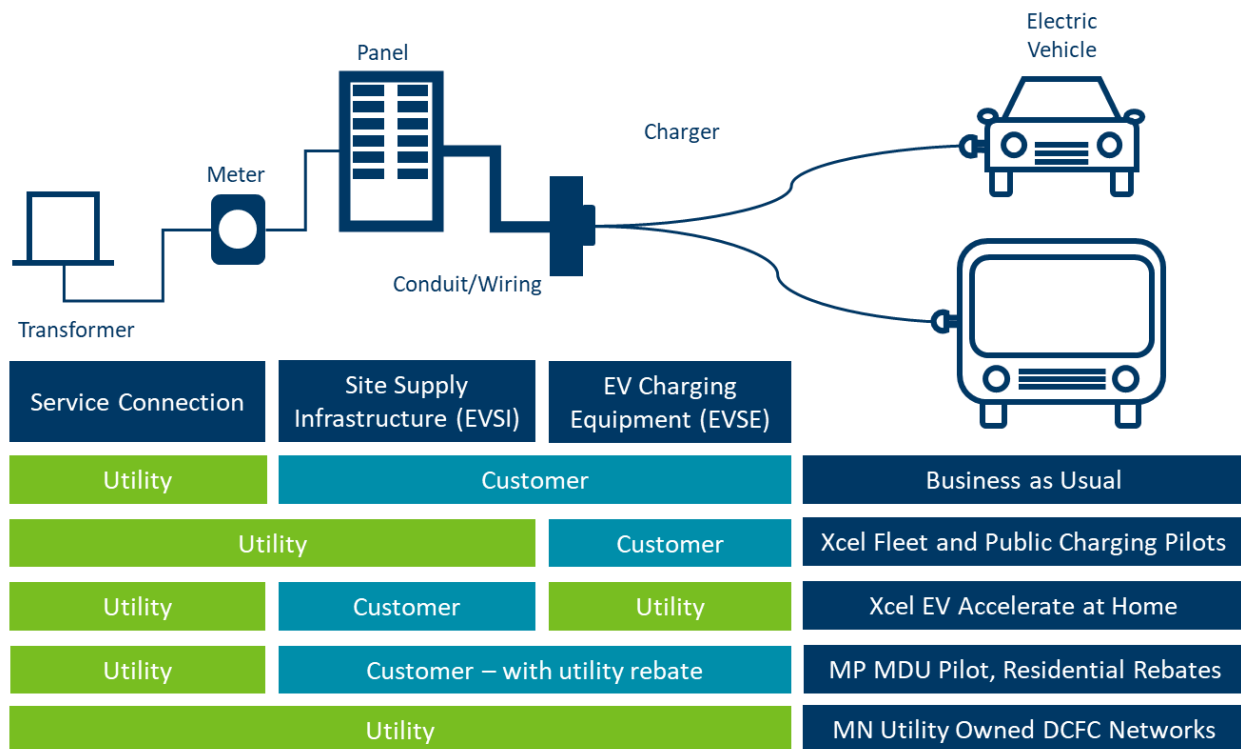 Electric
Vehicle
Panel
Charger
Meter
Conduit/Wiring
Transformer
Service Connection
Site Supply
Infrastructure (EVSI)
EV Charging
Equipment (EVSE)
Utility
Customer
Business as Usual
Utility
Customer
Xcel Fleet and Public Charging Pilots
Utility
Customer
Utility
Xcel EV Accelerate at Home
Utility
Customer – with utility rebate
MP MDU Pilot, Residential Rebates
Utility
MN Utility Owned DCFC Networks